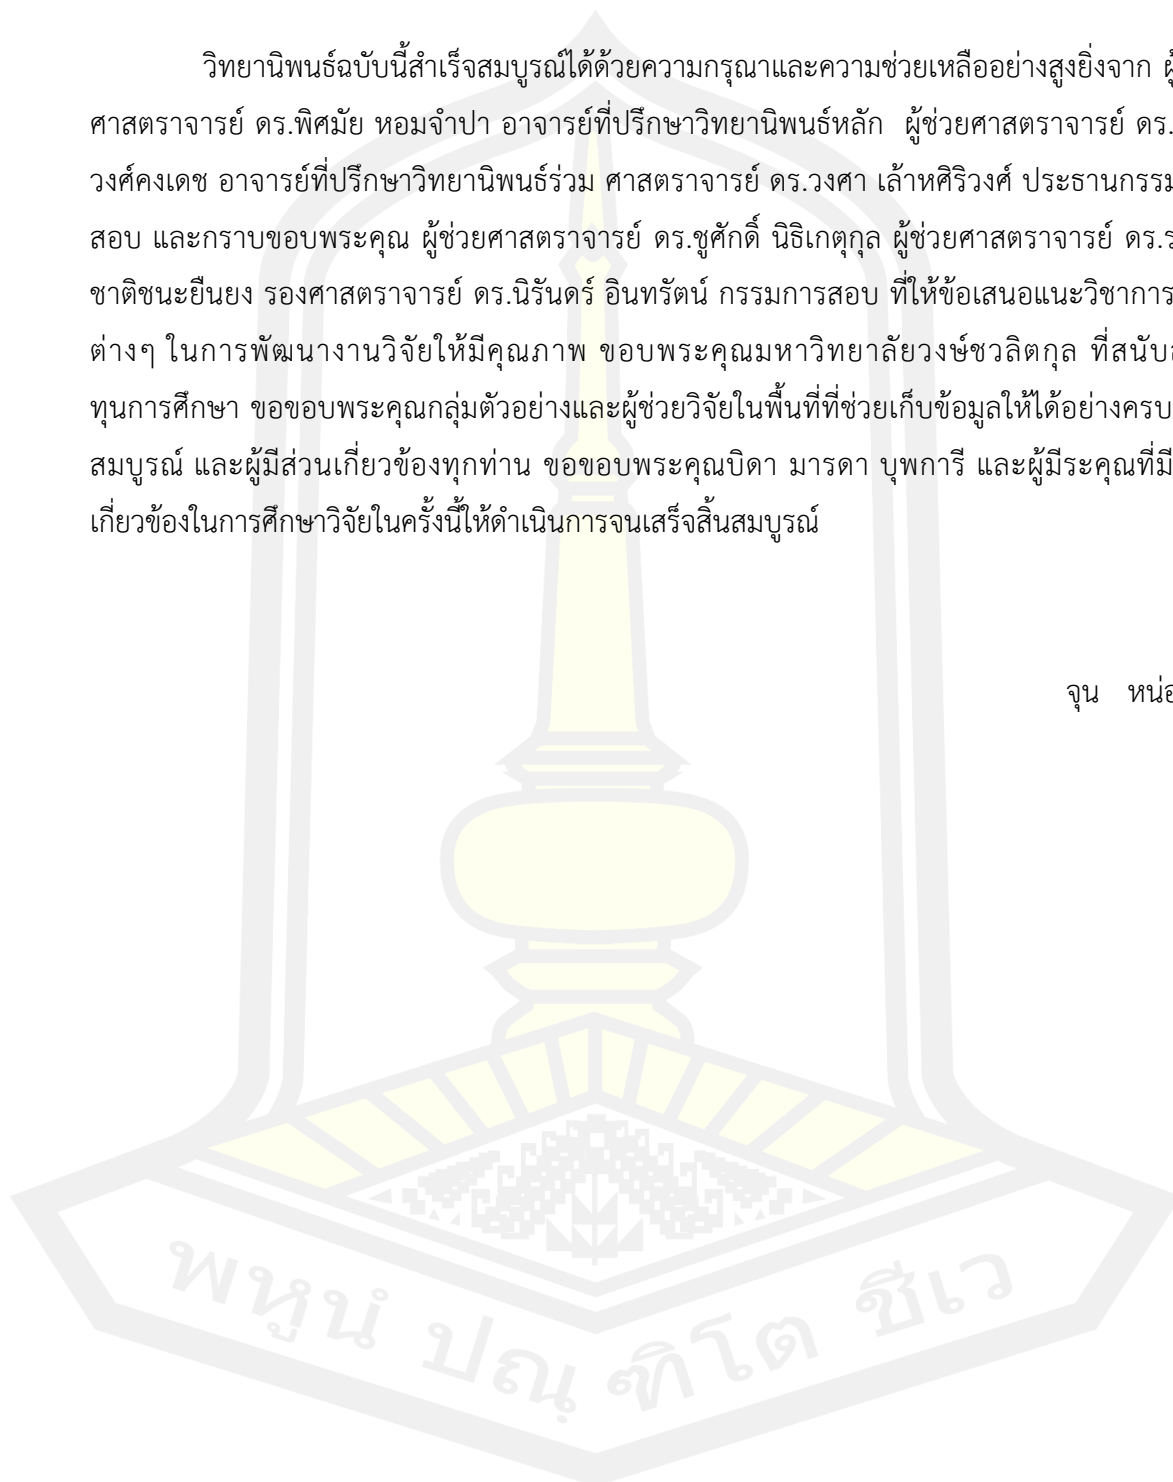 วิทยานิพนธ์ฉบับนี้สำเร็จสมบูรณ์ได้ด้วยความกรุณาและความช่วยเหลืออย่างสูงยิ่งจาก
ศาสตราจารย์ ดร.พิศมัย หอมจำปา อาจารย์ที่ปรึกษาวิทยานิพนธ์หลัก ผู้ช่วยศาสตราจารย์ ดร.
วงศ์คงเดช อาจารย์ที่ปรึกษาวิทยานิพนธ์ร่วม ศาสตราจารย์ ดร.วงศา เล้าหศิริวงศ์ ประธานกรรม
สอบ และกราบขอบพระคุณ ผู้ช่วยศาสตราจารย์ ดร.ชูศักดิ์ นิธิเกตุกุล ผู้ช่วยศาสตราจารย์ ดร.
ชาติชนะยืนยง รองศาสตราจารย์ ดร.นิรันดร์ อินทรัตน์ กรรมการสอบ ที่ให้ข้อเสนอแนะวิชาการ
ต่างๆ ในการพัฒนางานวิจัยให้มีคุณภาพ ขอบพระคุณมหาวิทยาลัยวงษ์ชวลิตกุล ที่สนับ
ทุนการศึกษา ขอขอบพระคุณกลุ่มตัวอย่างและผู้ช่วยวิจัยในพื้นที่ที่ช่วยเก็บข้อมูลให้ได้อย่างครบ
สมบูรณ์ และผู้มีส่วนเกี่ยวข้องทุกท่าน ขอขอบพระคุณบิดา มารดา บุพการี และผู้มีระคุณที่มี
เกี่ยวข้องในการศึกษาวิจัยในครั้งนี้ให้ดำเนินการจนเสร็จสิ้นสมบูรณ์
จุน หน่อ
พหูนํ ปณฺฑิโต ชีเว